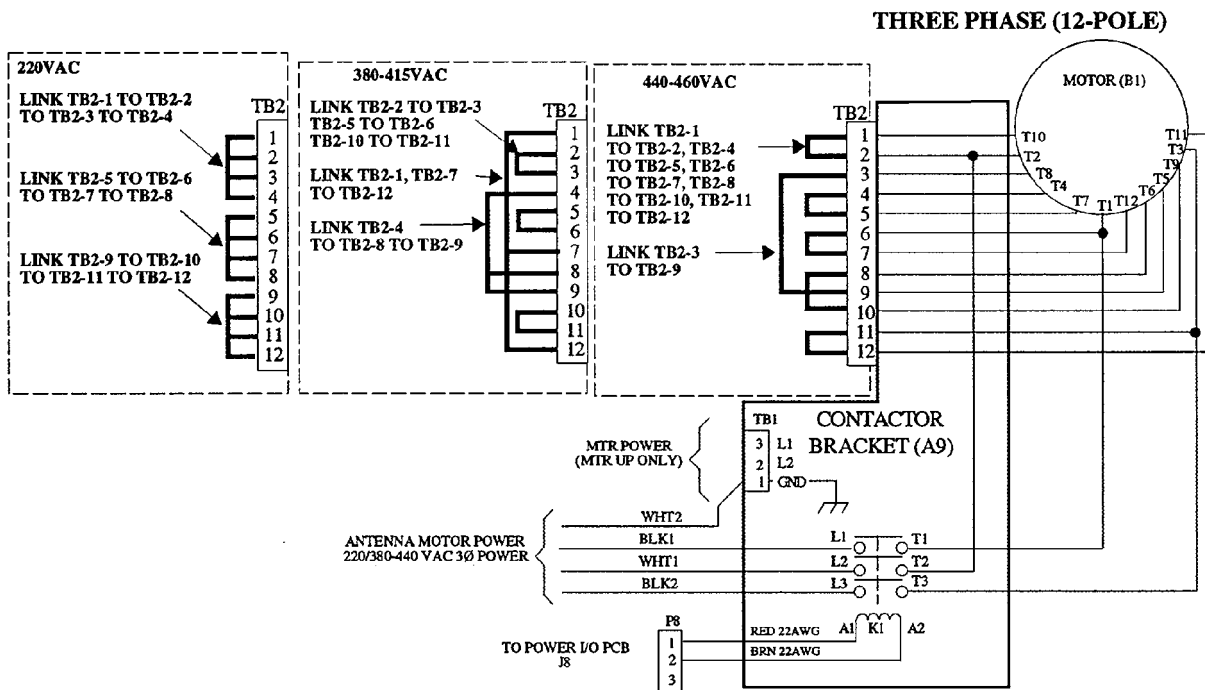 THREE PHASE (12-POLE)
220VAC
LINK TB2-1 TO TB2-2
TO TB2-3 TO TB2-4
LINK TB2-5 TO TB2-6
TO TB2-7 TO TB2-8
LINK TB2-9 TO TB2-10
TO TB2-11 TO TB2-12
TB2
1
2
3
4
5
6
7
8
9
10
11
12
380-415VAC
LINK TB2-2 TO TB2-3
TB2-5 TO TB2-6
TB2-10 TO TB2-11
LINK TB2-1, TB2-7
TO TB2-12
LINK TB2-4
TO TB2-8 TO TB2-9
TB2
1
2
3
4
5
6
7
8
9
10
11
12
440-460VAC
LINK TB2-1
TO TB2-2, TB2-4
TO TB2-5, TB2-6
TO TB2-7, TB2-8
TO TB2-10, TB2-11
TO TB2-12
LINK TB2-3
TO TB2-9
TB2
1
2
3
4
5
6
7
8
9
10
11
12
MOTOR (B1)
T10
T2
T8
T4
T7
T1
T12
T6
T5
T9
T3
T11
CONTACTOR
BRACKET (A9)
TB1
3 L1
2 L2
1 GND
MTR POWER
(MTR UP ONLY)
ANTENNA MOTOR POWER
220/380-440 VAC 3Ø POWER
WHT2
BLK1
WHT1
BLK2
L1 T1
L2 T2
L3 T3
A1 K1 A2
P8
1 RED 22AWG
2 BRN 22AWG
3
TO POWER I/O PCB
J8